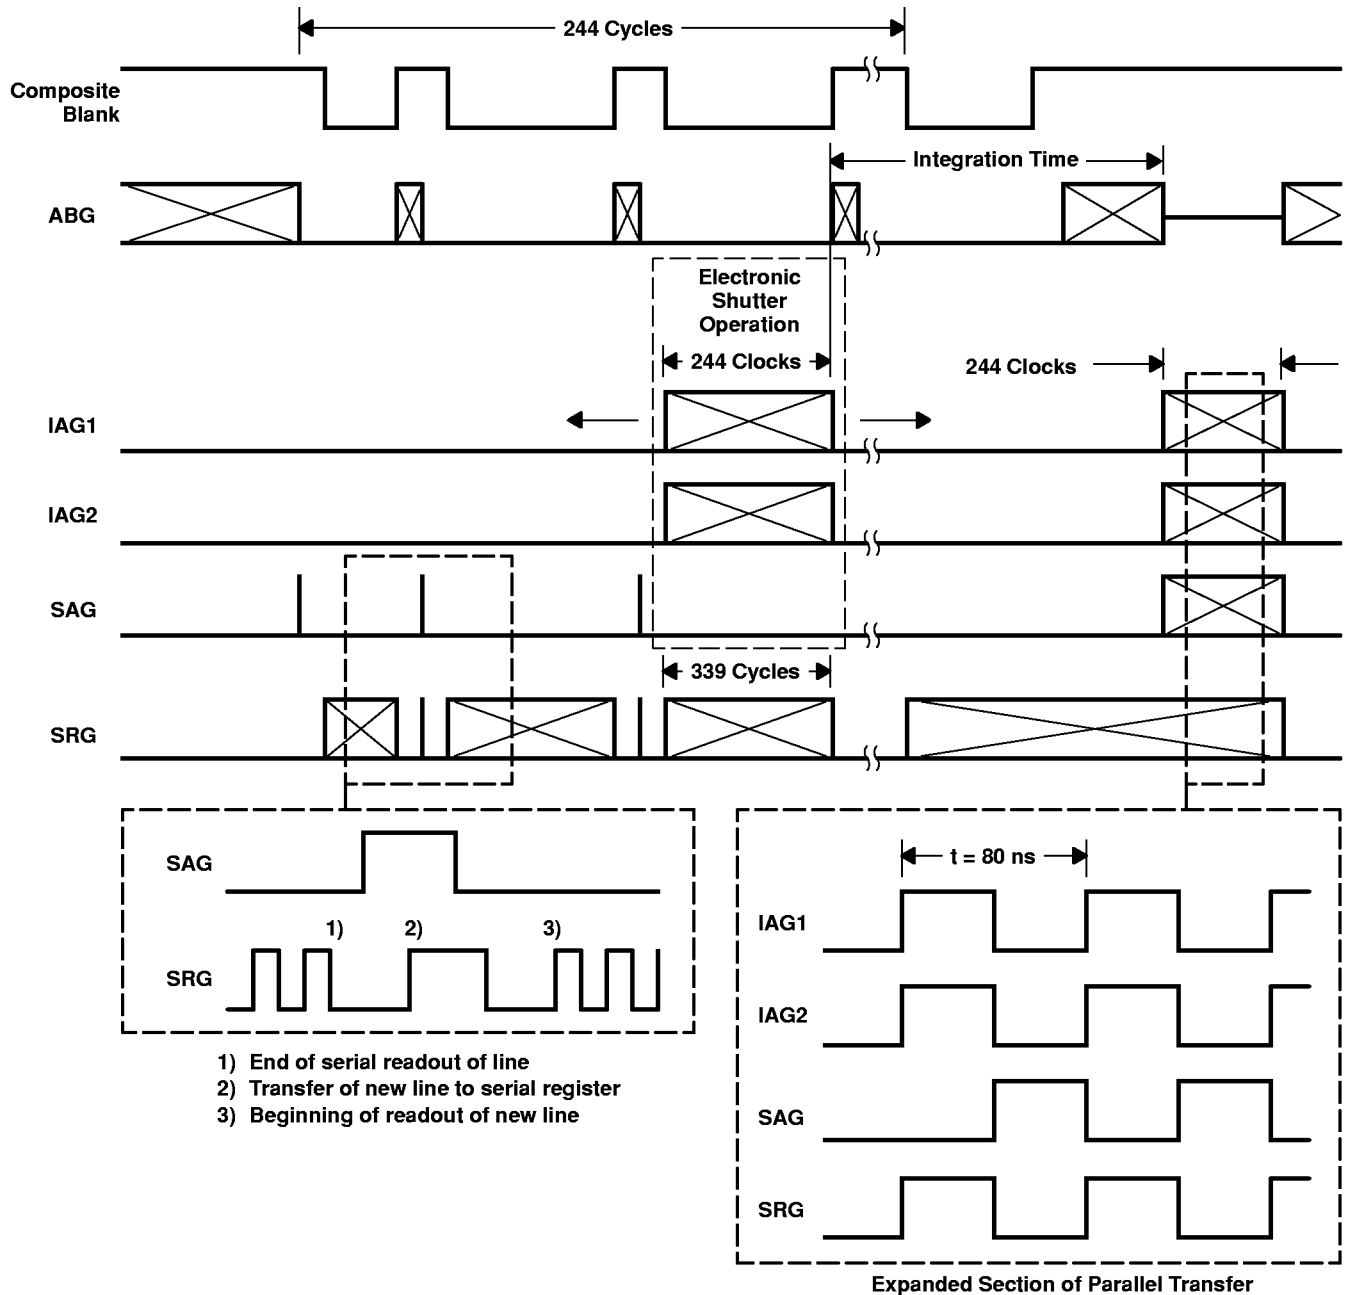 244 Cycles
Composite
Blank
Integration Time
ABG
Electronic
Shutter
Operation
244 Clocks
244 Clocks
IAG1
IAG2
SAG
339 Cycles
SRG
SAG
1) 2) 3)
SRG
t = 80 ns
IAG1
IAG2
SAG
SRG
1) End of serial readout of line
2) Transfer of new line to serial register
3) Beginning of readout of new line
Expanded Section of Parallel Transfer